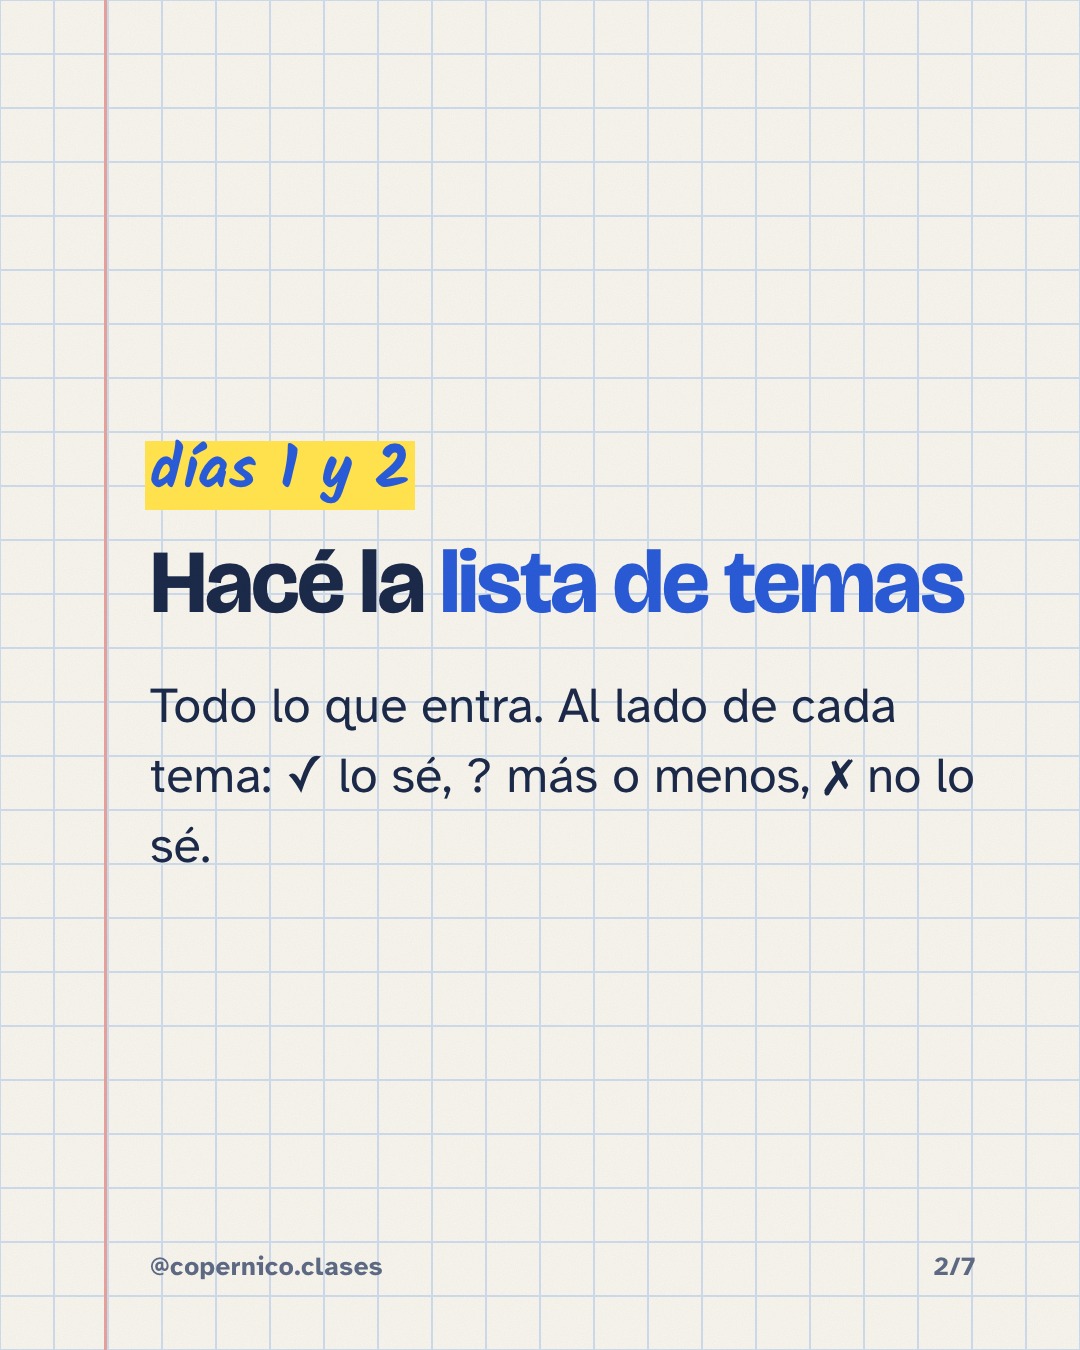 días 1 y 2
Hacé la lista de temas
Todo lo que entra. Al lado de cada
tema: ✓ lo sé, ? más o menos, ✗ no lo
sé.
@copernico.clases
2/7